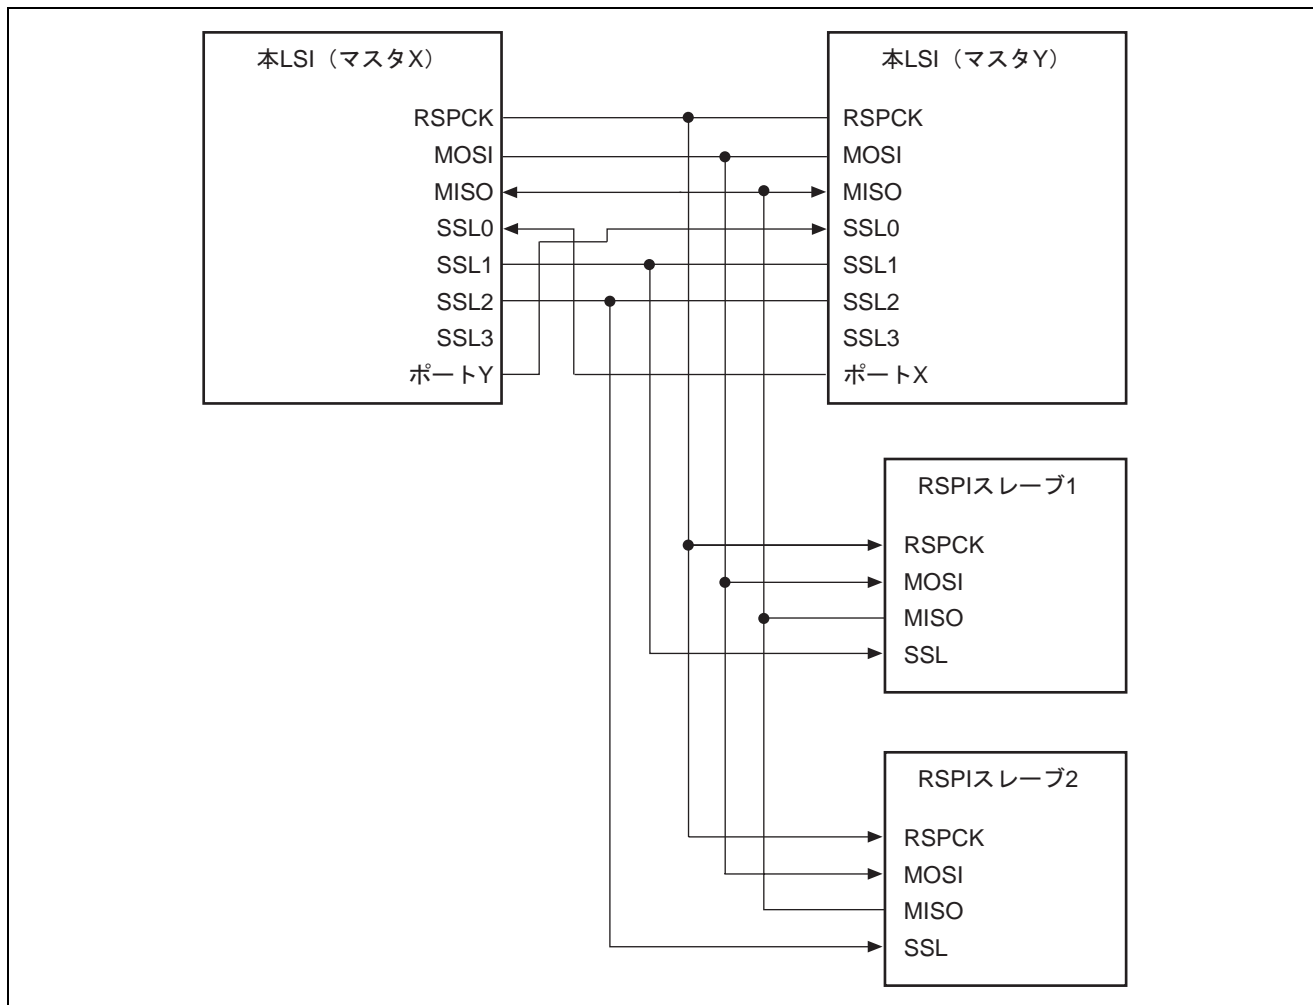 本LSI（マスタX）
RSPCK
MOSI
MISO
SSL0
SSL1
SSL2
SSL3
ポートY
本LSI（マスタY）
RSPCK
MOSI
MISO
SSL0
SSL1
SSL2
SSL3
ポートX
RSPIスレーブ1
RSPCK
MOSI
MISO
SSL
RSPIスレーブ2
RSPCK
MOSI
MISO
SSL